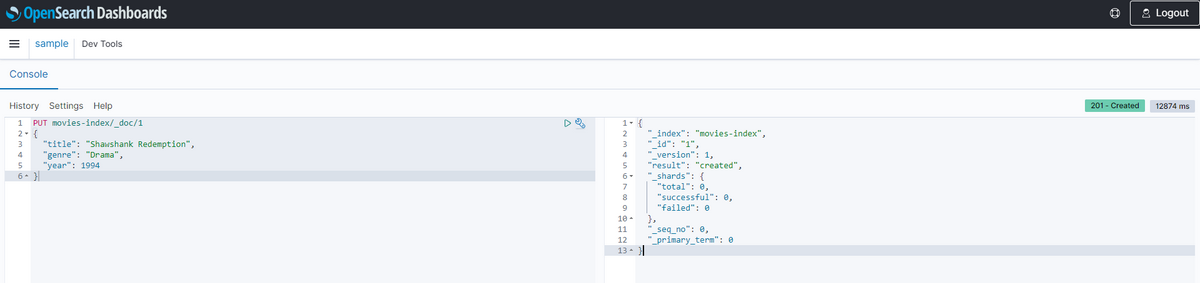 OpenSearch Dashboards
Logout
sample Dev Tools
Console
History Settings Help
201 - Created 12874 ms
1 PUT movies-index/_doc/1
2 {
3 "title": "Shawshank Redemption",
4 "genre": "Drama",
5 "year": 1994
6 }
1 {
2 "_index": "movies-index",
3 "_id": "1",
4 "_version": 1,
5 "result": "created",
6 "_shards": {
7 "total": 0,
8 "successful": 0,
9 "failed": 0
10 },
11 "_seq_no": 0,
12 "_primary_term": 0
13 }